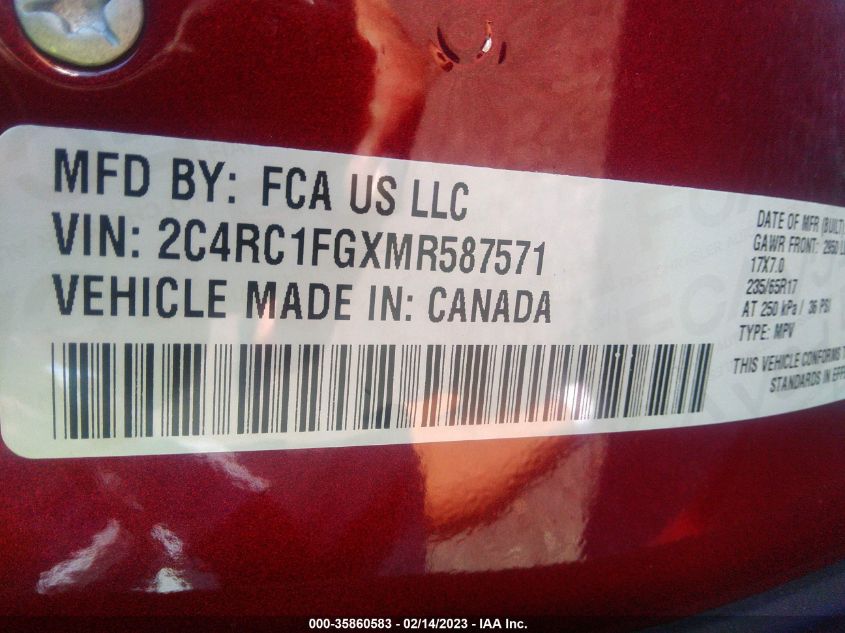 MFD BY: FCA US LLC
VIN: 2C4RC1FGXMR587571
VEHICLE MADE IN: CANADA
DATE OF MFR (BUILT)
GAWR FRONT: 2950 L
17X7.0
235/65R17
AT 250 kPa / 36 PSI
TYPE: MPV
THIS VEHICLE CONFORMS T
STANDARDS IN EFF
000-35860583 - 02/14/2023 - IAA Inc.